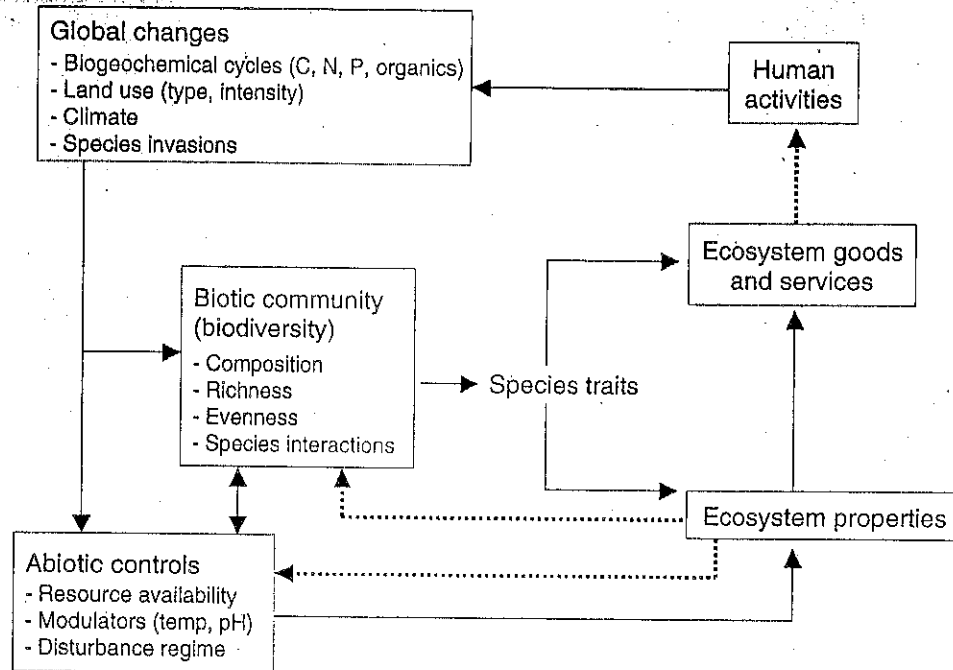 Global changes
- Biogeochemical cycles (C, N, P, organics)
- Land use (type, intensity)
- Climate
- Species invasions
Human
activities
Ecosystem goods
and services
Biotic community
(biodiversity)
- Composition
- Richness
- Evenness
- Species interactions
Species traits
Ecosystem properties
Abiotic controls
- Resource availability
- Modulators (temp, pH)
- Disturbance regime